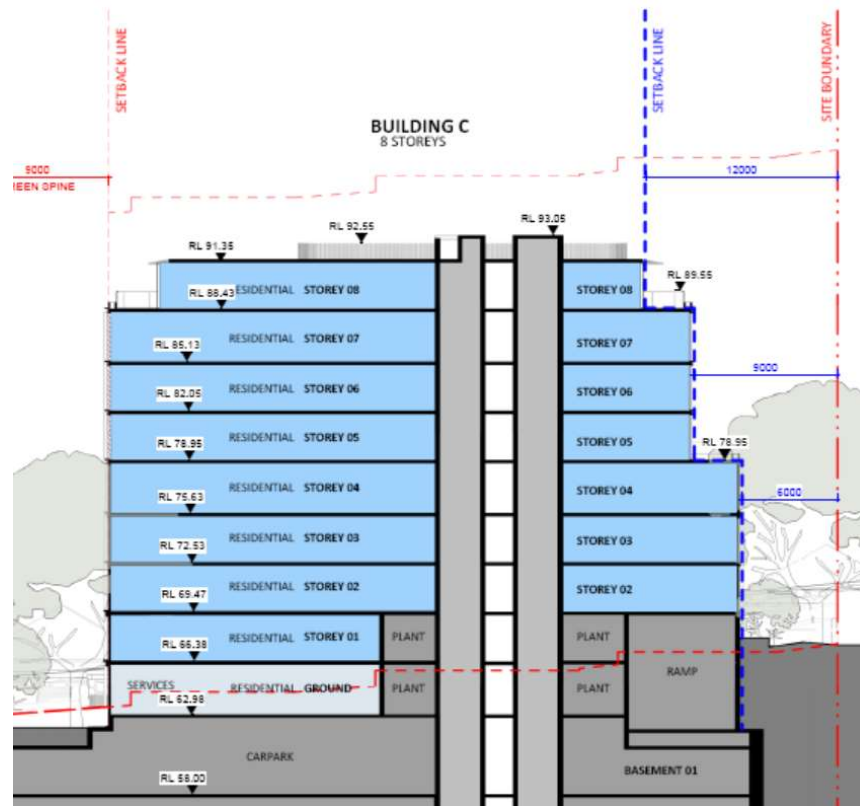 SETBACK LINE
SETBACK LINE
SITE BOUNDARY
BUILDING C
8 STOREYS
9000
REEN SPINE
12000
RL 92.55
RL 93.05
RL 91.35
RL 89.55
RL 88.43
RESIDENTIAL STOREY 08
STOREY 08
RESIDENTIAL STOREY 07
STOREY 07
RL 85.13
9000
RESIDENTIAL STOREY 06
STOREY 06
RL 82.05
RESIDENTIAL STOREY 05
STOREY 05
RL 78.95
RL 78.95
RESIDENTIAL STOREY 04
STOREY 04
6000
RL 75.63
RESIDENTIAL STOREY 03
STOREY 03
RL 72.53
RESIDENTIAL STOREY 02
STOREY 02
RL 69.47
RESIDENTIAL STOREY 01
PLANT
PLANT
RL 66.38
RAMP
SERVICES
RESIDENTIAL GROUND
PLANT
PLANT
RL 62.98
CARPARK
BASEMENT 01
RL 58.00